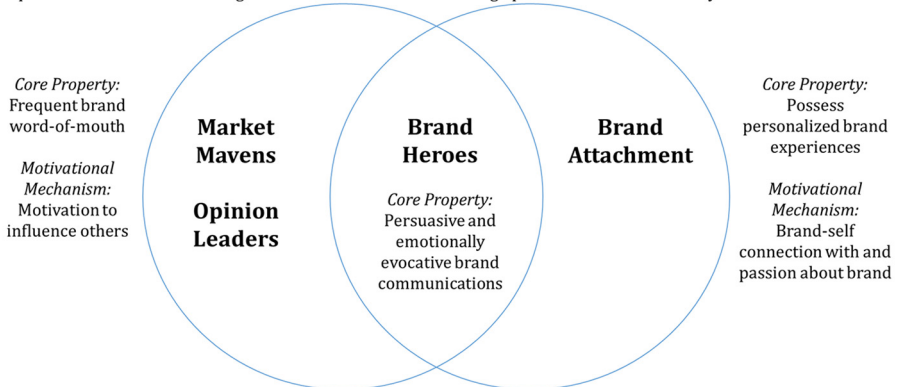 Core Property:
Frequent brand
word-of-mouth
Motivational
Mechanism:
Motivation to
influence others
Market
Mavens
Opinion
Leaders
Brand
Heroes
Core Property:
Persuasive and
emotionally
evocative brand
communications
Brand
Attachment
Core Property:
Possess
personalized brand
experiences
Motivational
Mechanism:
Brand-self
connection with and
passion about brand